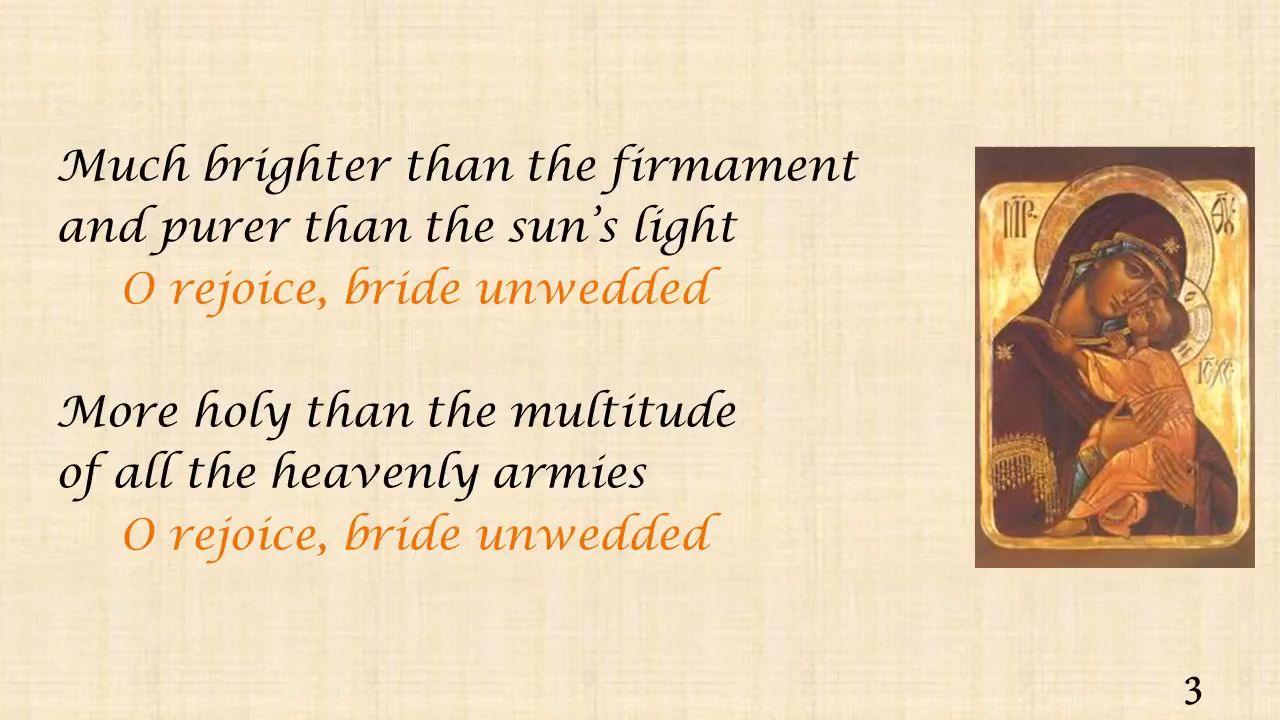 Much brighter than the firmament
and purer than the sun’s light
O rejoice, bride unwedded
More holy than the multitude
of all the heavenly armies
O rejoice, bride unwedded
3